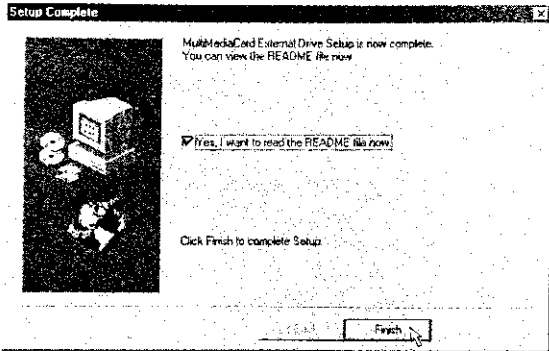 Setup Complete
MultiMediaCard External Drive Setup is now complete.
You can view the README file now.
Yes, I want to read the README file now.
Click Finish to complete Setup.
Finish